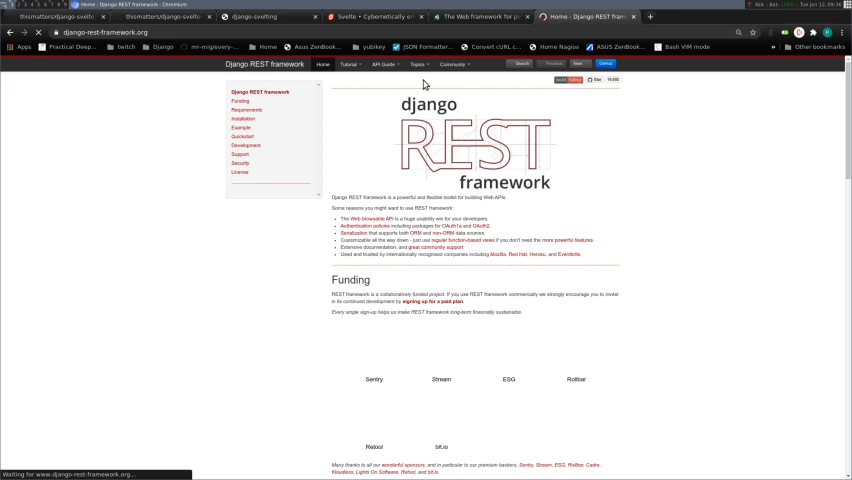 Home - Django REST framework - Chromium
Tue Jan 12, 09:36
thismatters/django-svelte
thismatters/django-svelte
django-svelting
Svelte • Cybernetically en
The Web framework for pe
Home - Django REST fram
django-rest-framework.org
Apps
Practical Deep...
twitch
Django
mr-mig/every-...
Home
Asus ZenBook...
yubikey
JSON Formatter...
Convert cURL c...
Home Nagios
ASUS ZenBook...
Bash VIM mode
Other bookmarks
Django REST framework
Home
Tutorial
API Guide
Topics
Community
Search
Previous
Next
GitHub
Django REST framework
Funding
Requirements
Installation
Example
Quickstart
Development
Support
Security
License
build
Star
django
REST
framework
Django REST framework is a powerful and flexible toolkit for building Web APIs.
Some reasons you might want to use REST framework:
The Web browsable API is a huge usability win for your developers.
Authentication policies including packages for OAuth1a and OAuth2.
Serialization that supports both ORM and non-ORM data sources.
Customizable all the way down - just use regular function-based views if you don't need the more powerful features.
Extensive documentation, and great community support.
Used and trusted by internationally recognised companies including Mozilla, Red Hat, Heroku, and Eventbrite.
Funding
REST framework is a collaboratively funded project. If you use REST framework commercially we strongly encourage you to invest
in its continued development by signing up for a paid plan.
Every single sign-up helps us make REST framework long-term financially sustainable.
Sentry
Stream
ESG
Rollbar
Retool
bit.io
Many thanks to all our wonderful sponsors, and in particular to our premium backers, Sentry, Stream, ESG, Rollbar, Cadre,
Kloudless, Lights On Software, Retool, and bit.io.
Waiting for www.django-rest-framework.org...